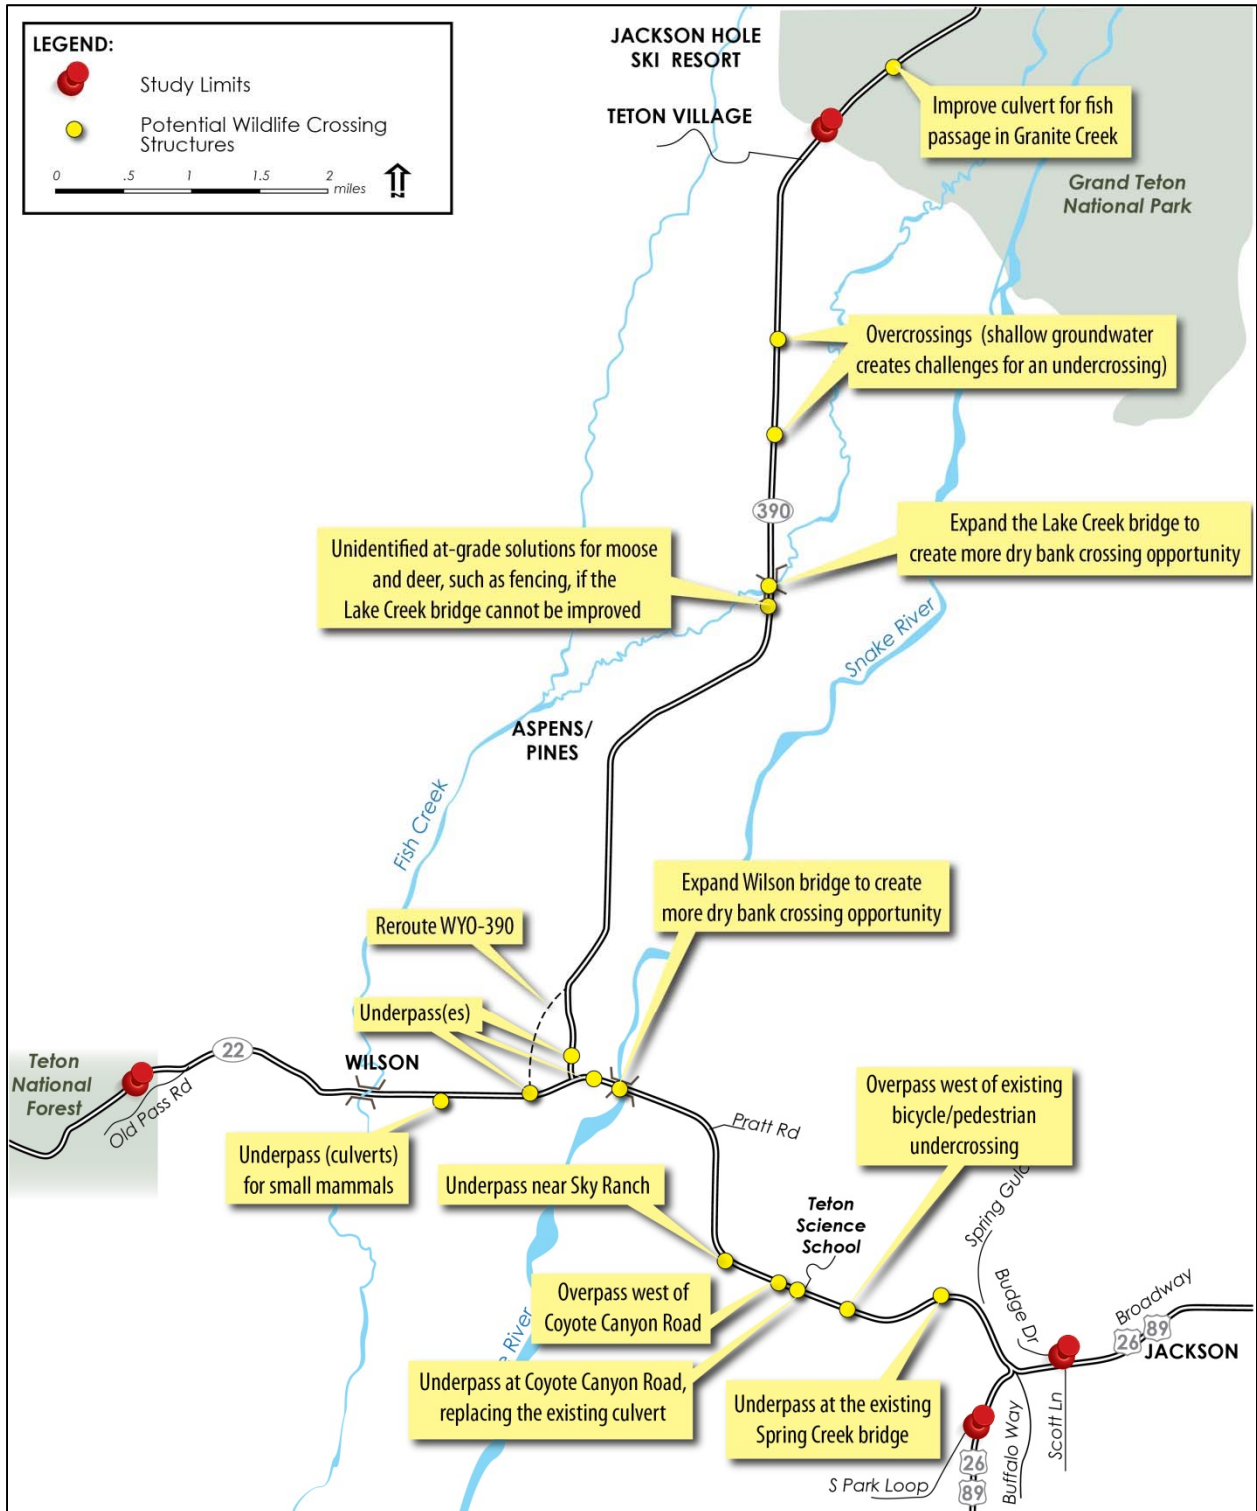 LEGEND:
Study Limits
Potential Wildlife Crossing
Structures
0 .5 1 1.5 2
miles
N
JACKSON HOLE
SKI RESORT
TETON VILLAGE
Improve culvert for fish
passage in Granite Creek
Grand Teton
National Park
Overcrossings (shallow groundwater
creates challenges for an undercrossing)
390
Expand the Lake Creek bridge to
create more dry bank crossing opportunity
Unidentified at-grade solutions for moose
and deer, such as fencing, if the
Lake Creek bridge cannot be improved
Snake River
ASPENS/
PINES
Fish Creek
Expand Wilson bridge to create
more dry bank crossing opportunity
Reroute WYO-390
Underpass(es)
22
WILSON
Teton
National
Forest
Old Pass Rd
Underpass (culverts)
for small mammals
Pratt Rd
Overpass west of existing
bicycle/pedestrian
undercrossing
Underpass near Sky Ranch
Teton
Science
School
Spring Gulc
Budge Dr
Broadway
26 89
JACKSON
Overpass west of
Coyote Canyon Road
River
Underpass at Coyote Canyon Road,
replacing the existing culvert
Underpass at the existing
Spring Creek bridge
S Park Loop
26
89
Buffalo Way
Scott Ln